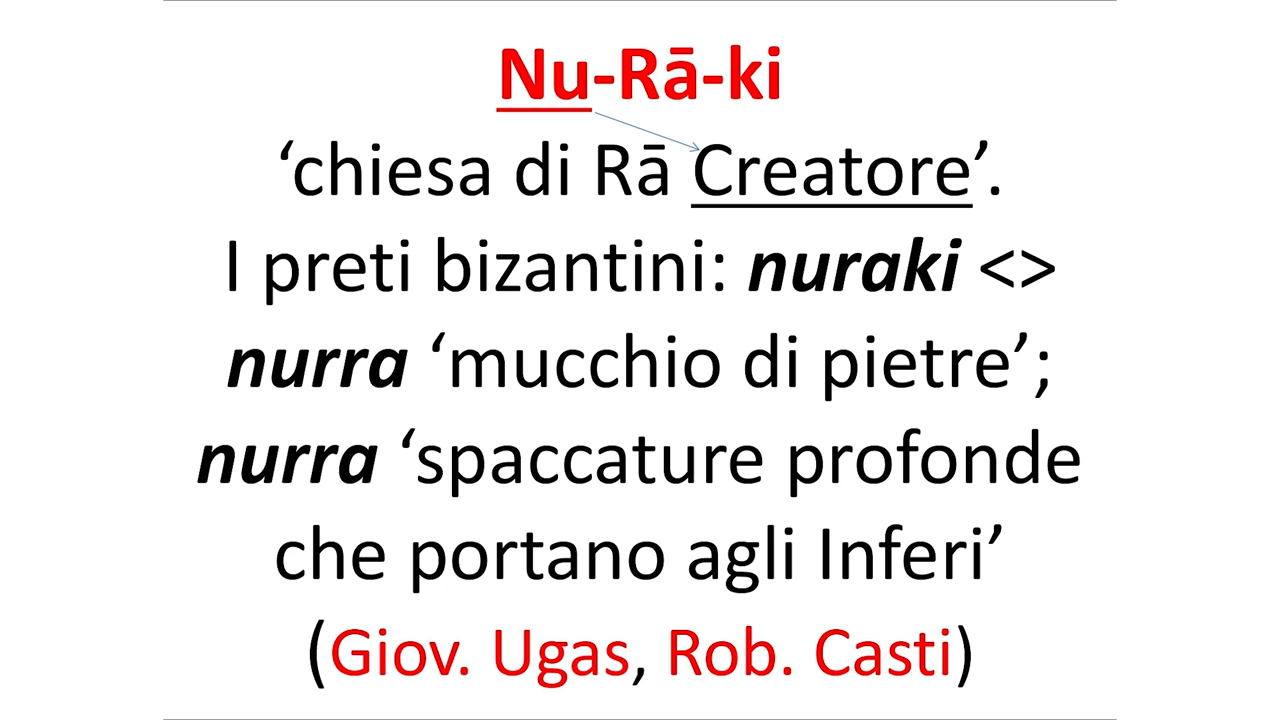 Nu-Rā-ki
‘chiesa di Rā Creatore’.
I preti bizantini: nuraki <>
nurra ‘mucchio di pietre’;
nurra ‘spaccature profonde
che portano agli Inferi’
(Giov. Ugas, Rob. Casti)